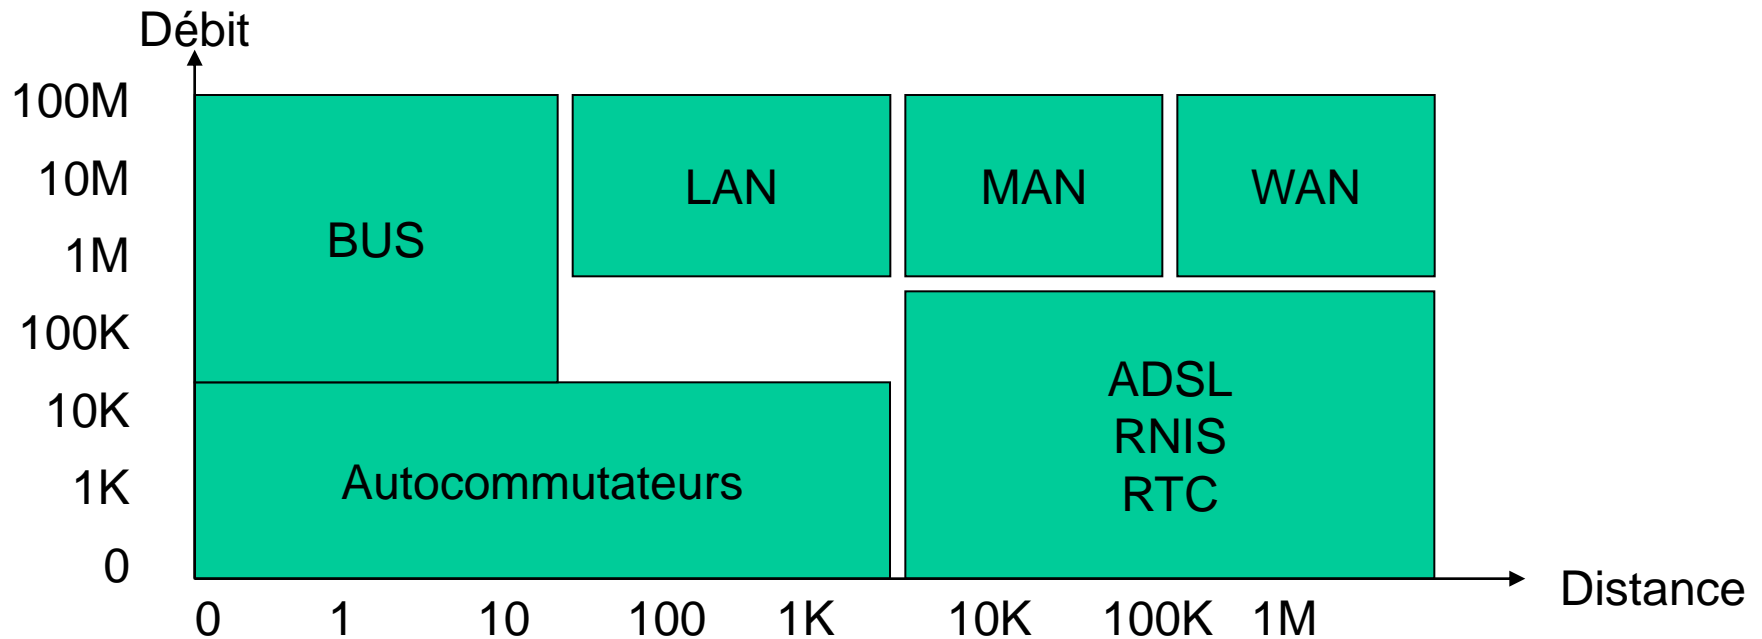 Débit
100M
10M
1M
100K
10K
1K
0
BUS
LAN
MAN
WAN
Autocommutateurs
ADSL
RNIS
RTC
0 1 10 100 1K 10K 100K 1M
Distance